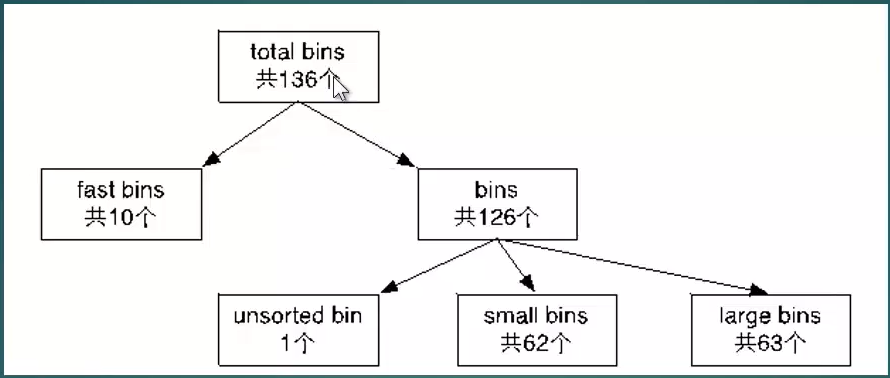 total bins
共136个
fast bins
共10个
bins
共126个
unsorted bin
1个
small bins
共62个
large bins
共63个